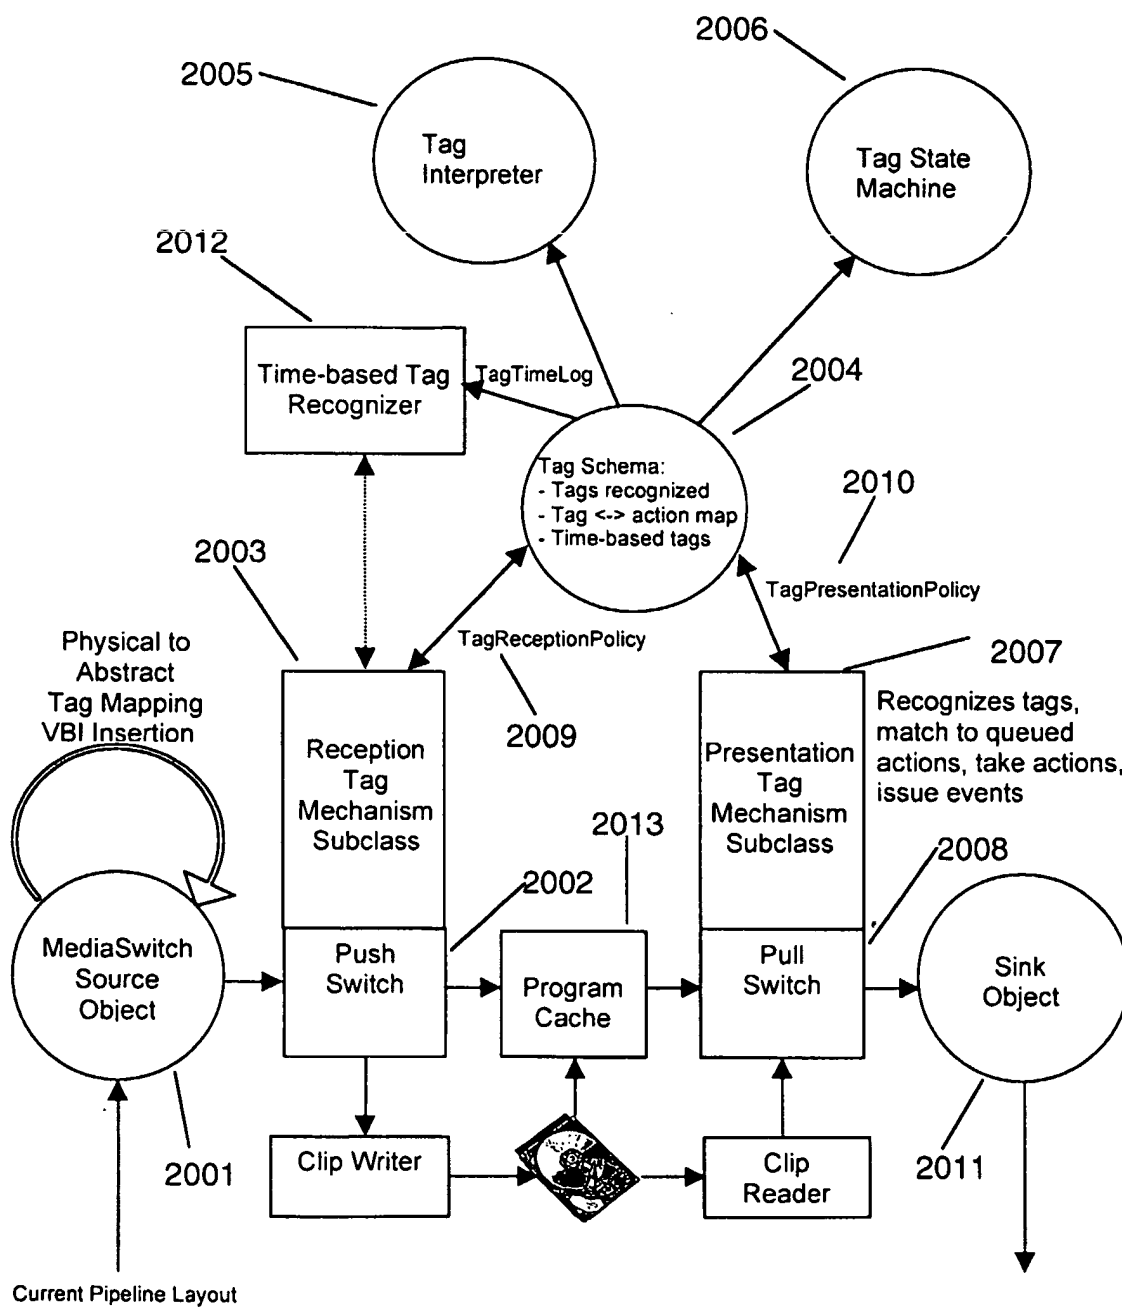 2006
2005
Tag
Interpreter
Tag State
Machine
2012
Time-based Tag
Recognizer
TagTimeLog
2004
Tag Schema:
- Tags recognized
- Tag <-> action map
- Time-based tags
2010
TagPresentationPolicy
2003
TagReceptionPolicy
2009
Physical to
Abstract
Tag Mapping
VBI Insertion
2007
Recognizes tags,
match to queued
actions, take actions,
issue events
Reception
Tag
Mechanism
Subclass
Presentation
Tag
Mechanism
Subclass
2013
2002
2008
MediaSwitch
Source
Object
Push
Switch
Program
Cache
Pull
Switch
Sink
Object
2001
Clip Writer
Clip
Reader
2011
Current Pipeline Layout